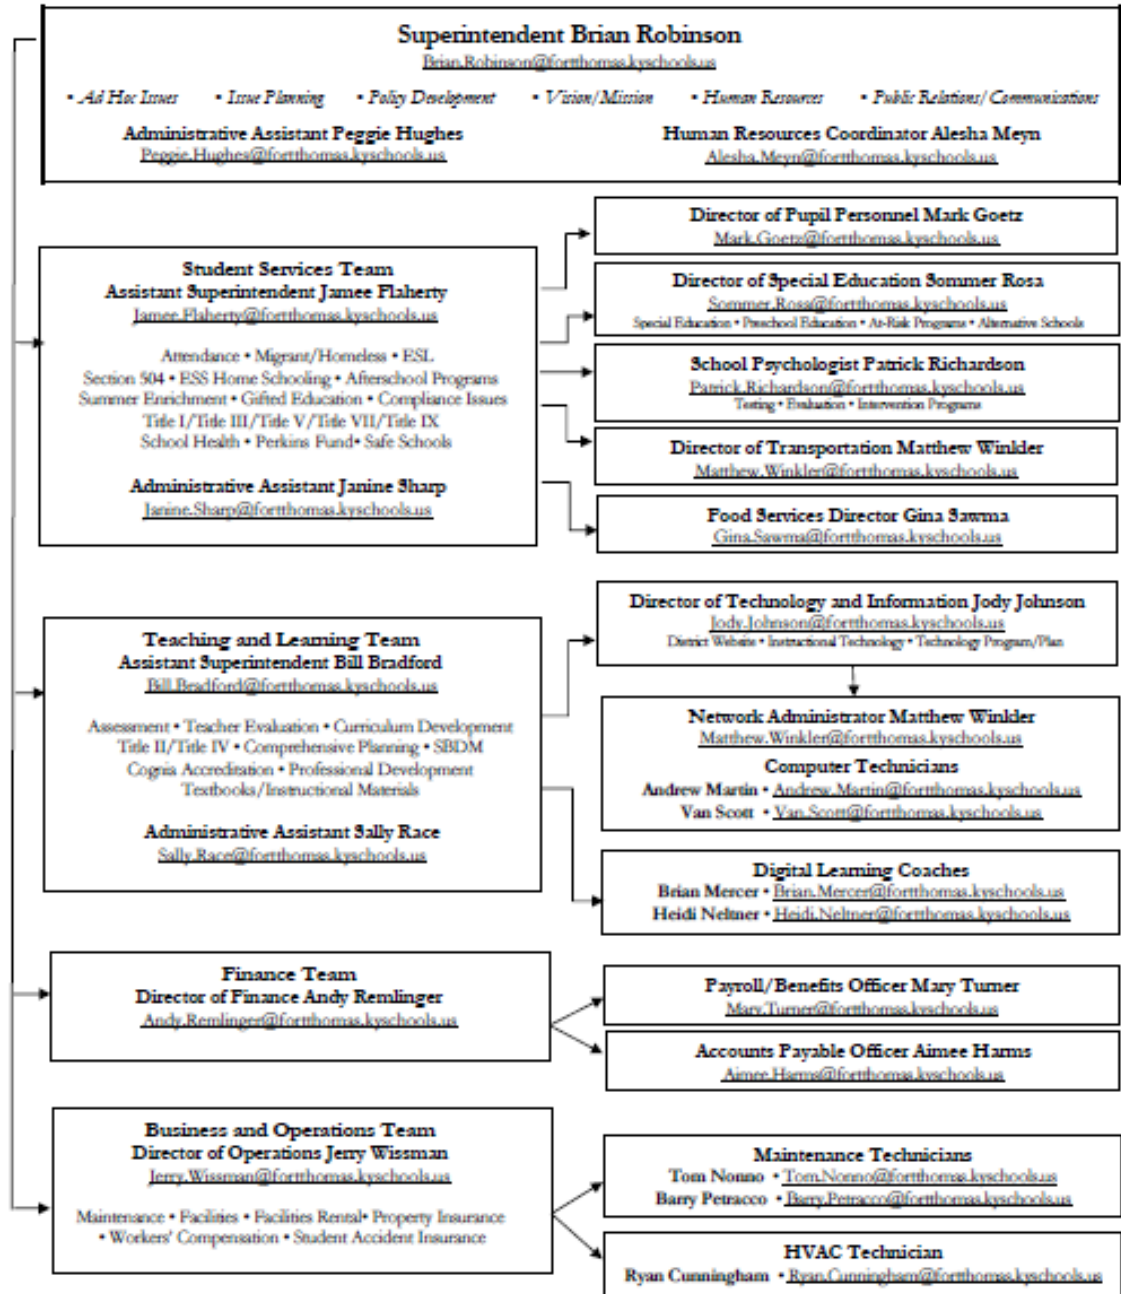 Superintendent Brian Robinson
Brian.Robinson@fortthomas.kyschools.us
• Ad Hoc Issues • Issue Planning • Policy Development • Vision/Mission • Human Resources • Public Relations/Communications
Administrative Assistant Peggie Hughes
Peggie.Hughes@fortthomas.kyschools.us
Human Resources Coordinator Alesha Meyn
Alesha.Meyn@fortthomas.kyschools.us
Student Services Team
Assistant Superintendent Jamee Flaherty
Jamee.Flaherty@fortthomas.kyschools.us
Attendance • Migrant/Homeless • ESL
Section 504 • ESS Home Schooling • Afterschool Programs
Summer Enrichment • Gifted Education • Compliance Issues
Title I/Title III/Title V/Title VII/Title IX
School Health • Perkins Fund• Safe Schools
Administrative Assistant Janine Sharp
Janine.Sharp@fortthomas.kyschools.us
Director of Pupil Personnel Mark Goetz
Mark.Goetz@fortthomas.kyschools.us
Director of Special Education Sommer Rosa
Sommer.Rosa@fortthomas.kyschools.us
Special Education • Preschool Education • At-Risk Programs • Alternative Schools
School Psychologist Patrick Richardson
Patrick.Richardson@fortthomas.kyschools.us
Testing • Evaluation • Intervention Programs
Director of Transportation Matthew Winkler
Matthew.Winkler@fortthomas.kyschools.us
Food Services Director Gina Sawma
Gina.Sawma@fortthomas.kyschools.us
Teaching and Learning Team
Assistant Superintendent Bill Bradford
Bill.Bradford@fortthomas.kyschools.us
Assessment • Teacher Evaluation • Curriculum Development
Title II/Title IV • Comprehensive Planning • SBDM
Cognia Accreditation • Professional Development
Textbooks/Instructional Materials
Administrative Assistant Sally Race
Sally.Race@fortthomas.kyschools.us
Director of Technology and Information Jody Johnson
Jody.Johnson@fortthomas.kyschools.us
District Website • Instructional Technology • Technology Program/Plan
Network Administrator Matthew Winkler
Matthew.Winkler@fortthomas.kyschools.us
Computer Technicians
Andrew Martin • Andrew.Martin@fortthomas.kyschools.us
Van Scott • Van.Scott@fortthomas.kyschools.us
Digital Learning Coaches
Brian Mercer • Brian.Mercer@fortthomas.kyschools.us
Heidi Neltner • Heidi.Neltner@fortthomas.kyschools.us
Finance Team
Director of Finance Andy Remlinger
Andy.Remlinger@fortthomas.kyschools.us
Payroll/Benefits Officer Mary Turner
Mary.Turner@fortthomas.kyschools.us
Accounts Payable Officer Aimee Harms
Aimee.Harms@fortthomas.kyschools.us
Business and Operations Team
Director of Operations Jerry Wissman
Jerry.Wissman@fortthomas.kyschools.us
Maintenance • Facilities • Facilities Rental• Property Insurance
• Workers' Compensation • Student Accident Insurance
Maintenance Technicians
Tom Nonno • Tom.Nonno@fortthomas.kyschools.us
Barry Petracco • Barry.Petracco@fortthomas.kyschools.us
HVAC Technician
Ryan Cunningham • Ryan.Cunningham@fortthomas.kyschools.us